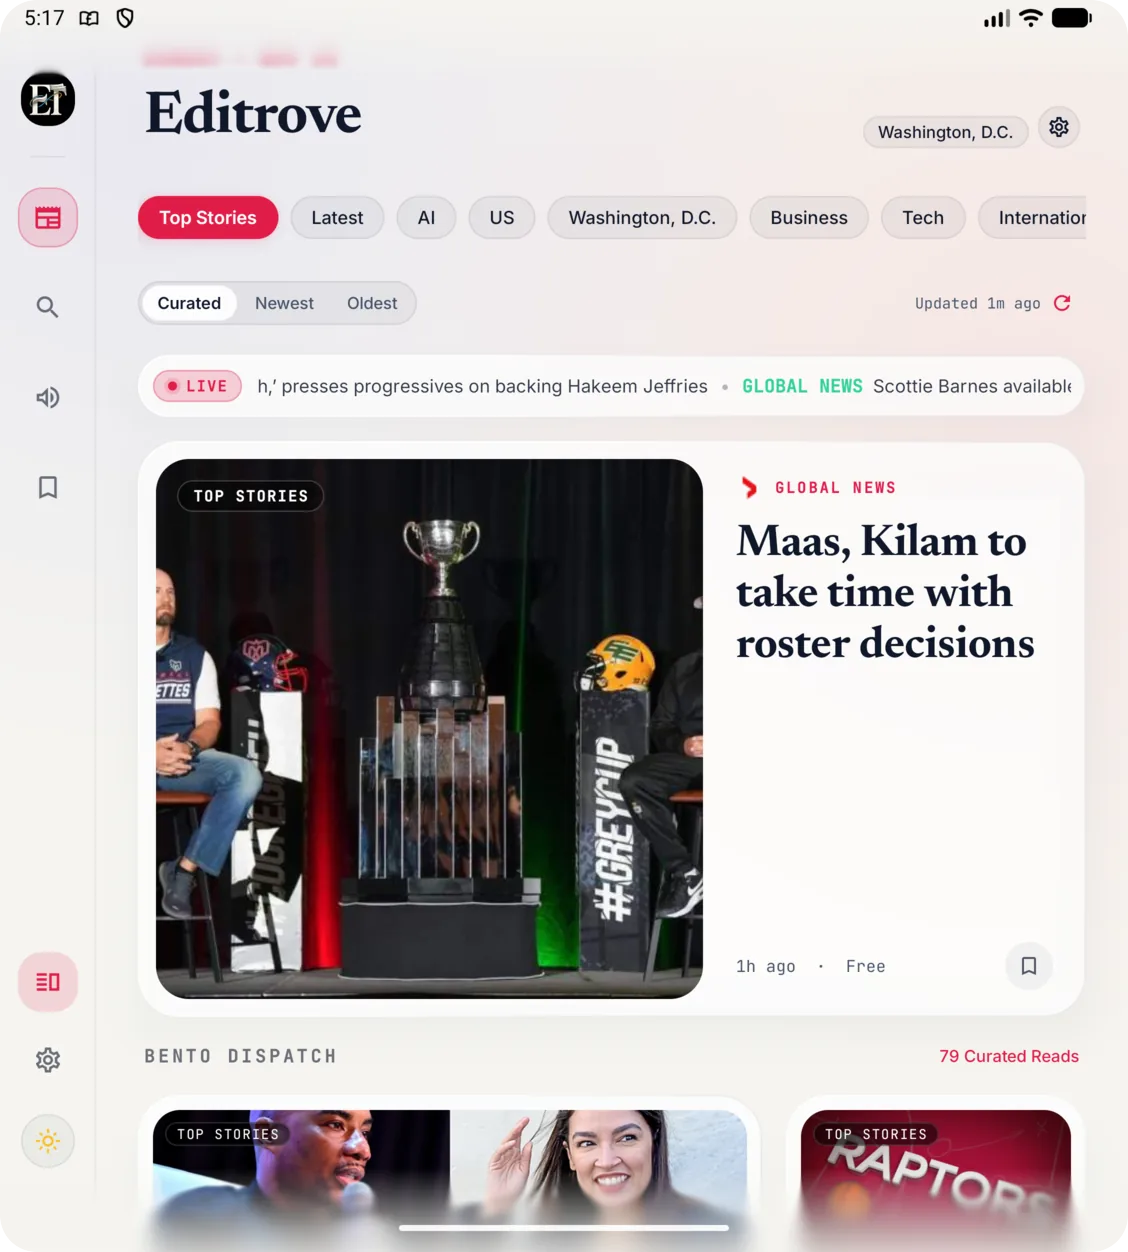 5:17
ET
Editrove
Washington, D.C.
Top Stories
Latest
AI
US
Washington, D.C.
Business
Tech
Internation
Curated
Newest
Oldest
Updated 1m ago
LIVE
h,’ presses progressives on backing Hakeem Jeffries • GLOBAL NEWS Scottie Barnes available
TOP STORIES
GLOBAL NEWS
Maas, Kilam to
take time with
roster decisions
ETTES
#GREYCUP
1h ago · Free
BENTO DISPATCH
79 Curated Reads
TOP STORIES
TOP STORIES
RAPTORS